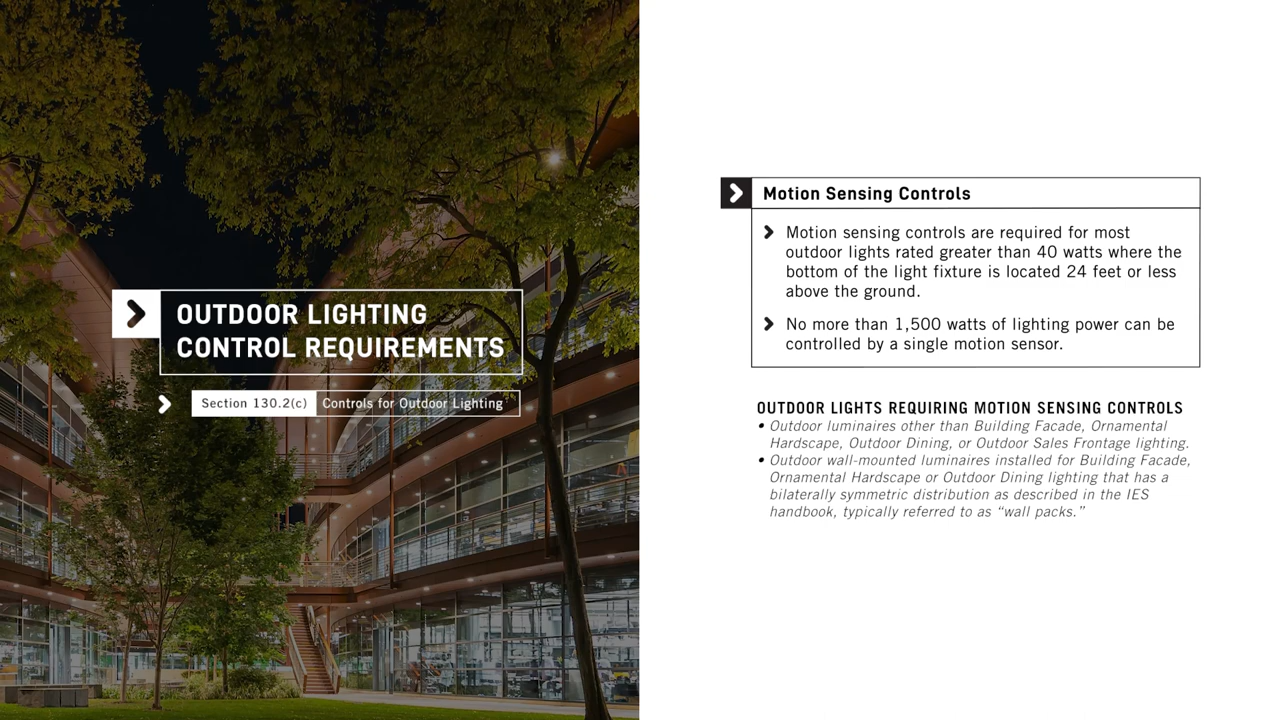 OUTDOOR LIGHTING
CONTROL REQUIREMENTS
Section 130.2(c) Controls for Outdoor Lighting
Motion Sensing Controls
Motion sensing controls are required for most
outdoor lights rated greater than 40 watts where the
bottom of the light fixture is located 24 feet or less
above the ground.
No more than 1,500 watts of lighting power can be
controlled by a single motion sensor.
OUTDOOR LIGHTS REQUIRING MOTION SENSING CONTROLS
• Outdoor luminaires other than Building Facade, Ornamental
Hardscape, Outdoor Dining, or Outdoor Sales Frontage lighting.
• Outdoor wall-mounted luminaires installed for Building Facade,
Ornamental Hardscape or Outdoor Dining lighting that has a
bilaterally symmetric distribution as described in the IES
handbook, typically referred to as “wall packs.”